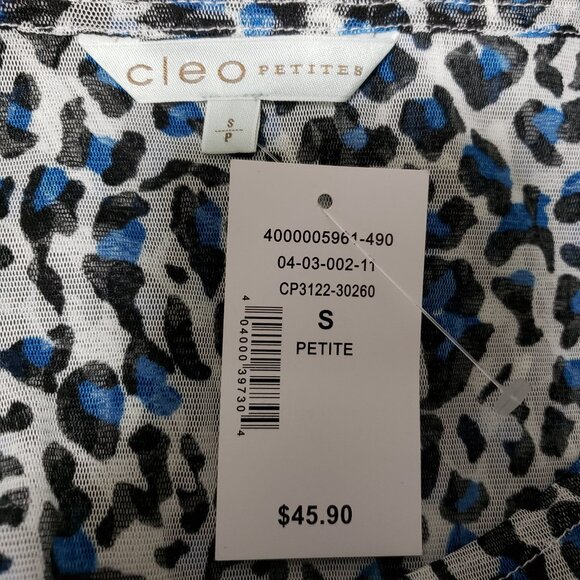 cleo PETITES
S
P
4000005961-490
04-03-002-11
CP3122-30260
S
PETITE
4 04000 39730 4
$45.90